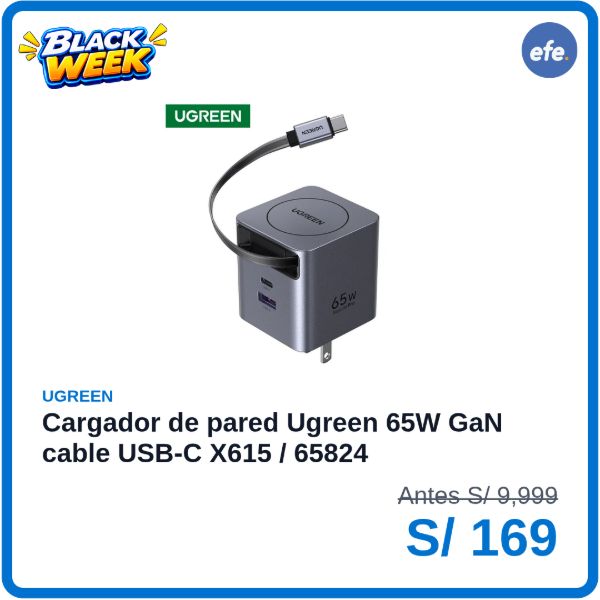 BLACK
WEEK
efe.
UGREEN
UGREEN
UGREEN
65W
UGREEN
Cargador de pared Ugreen 65W GaN
cable USB-C X615 / 65824
Antes S/ 9,999
S/ 169